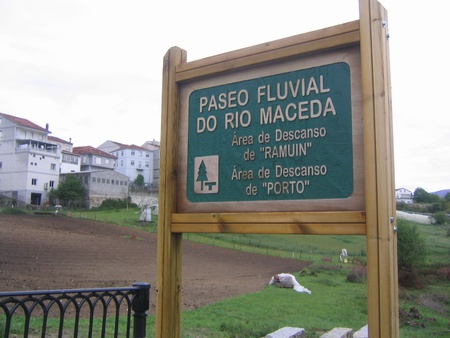 PASEO FLUVIAL
DO RIO MACEDA
Área de Descanso
de "RAMUIN"
Área de Descanso
de "PORTO"